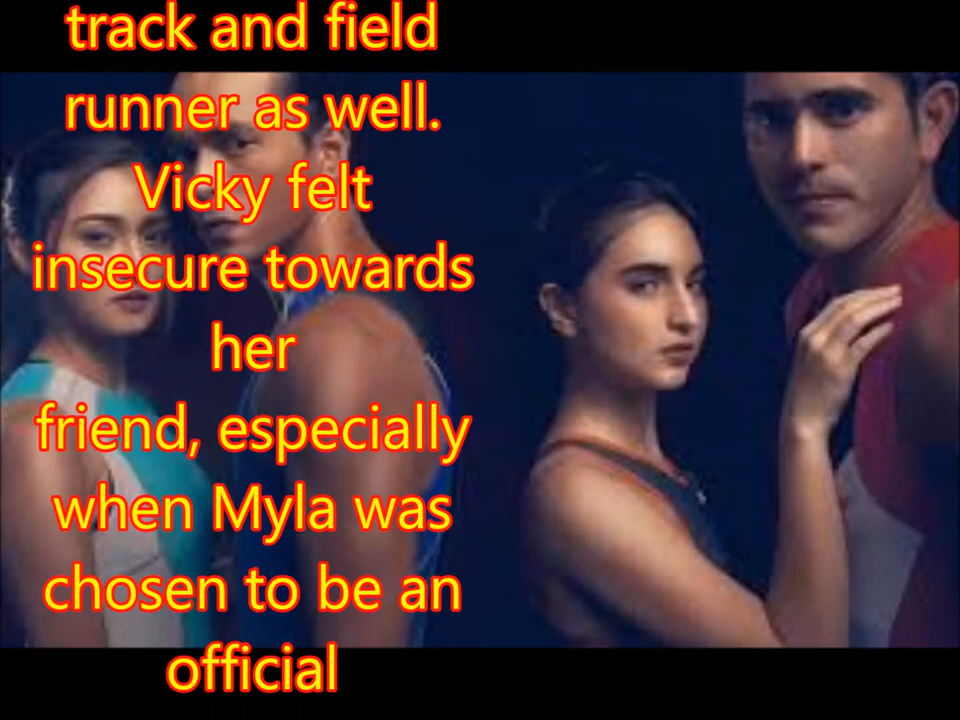 track and field
runner as well.
Vicky felt
insecure towards
her
friend, especially
when Myla was
chosen to be an
official